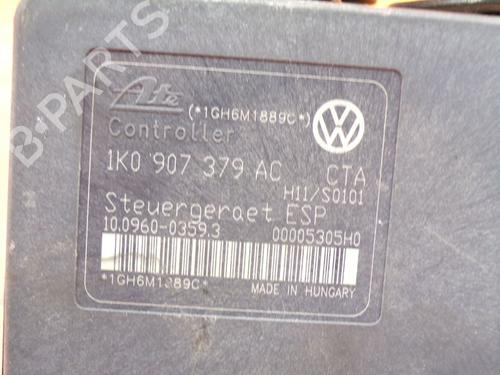 Ate (*1GH6M1889C*)
Controller
1K0 907 379 AC CTA
H11/S0101
Steuergeraet ESP
10.0960-0359.3 00005305H0
*1GH6M1889C*
MADE IN HUNGARY
B-PARTS